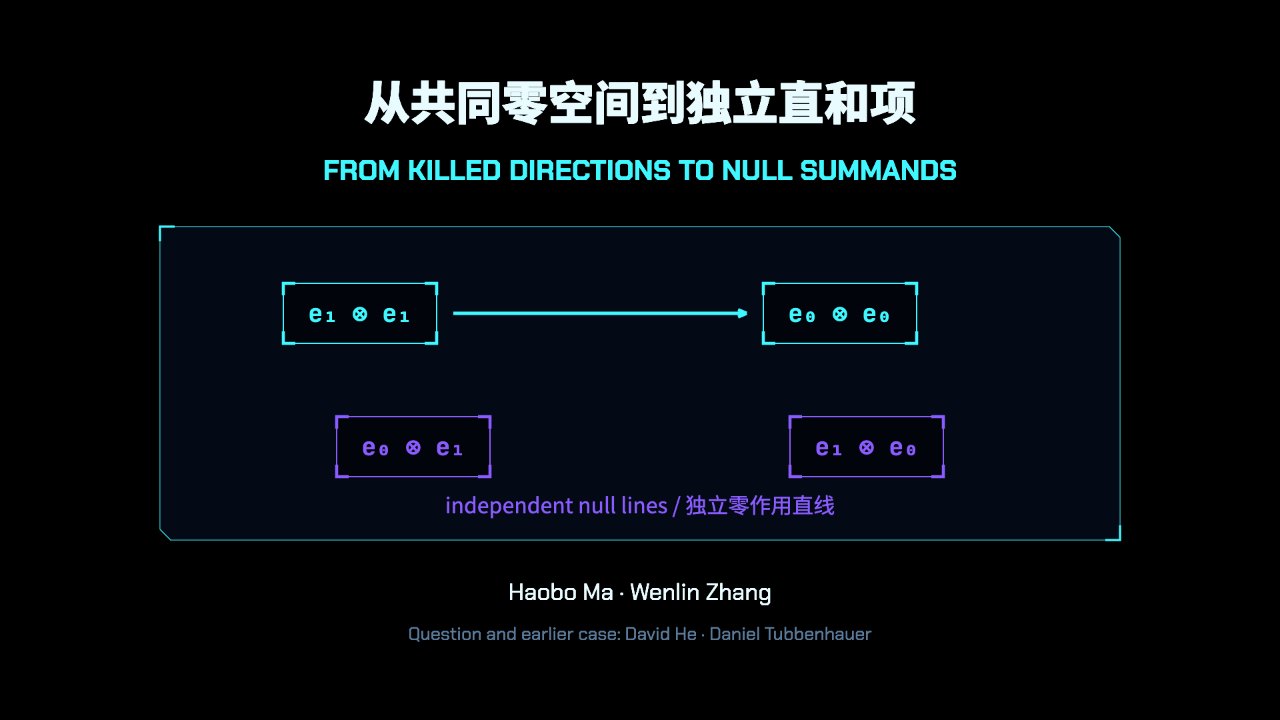 从共同零空间到独立直和项
FROM KILLED DIRECTIONS TO NULL SUMMANDS
e₁ ⊗ e₁
e₀ ⊗ e₀
e₀ ⊗ e₁
e₁ ⊗ e₀
independent null lines / 独立零作用直线
Haobo Ma · Wenlin Zhang
Question and earlier case: David He · Daniel Tubbenhauer